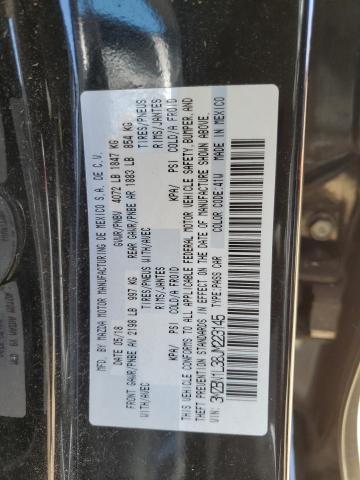 MFD. BY MAZDA MOTOR MANUFACTURING DE MEXICO S.A. DE C.V.
DATE: 05/18 GVWR/PNBV 4072 LB 1847 KG
FRONT GAWR/PNBE AV 2198 LB 997 KG REAR GAWR/PNBE AR 1883 LB 854 KG
WITH/AVEC TIRES/PNEUS WITH/AVEC TIRES/PNEUS
RIMS/JANTES RIMS/JANTES
KPA/ PSI COLD/A FROID KPA/ PSI COLD/A FROID
THIS VEHICLE CONFORMS TO ALL APPLICABLE FEDERAL MOTOR VEHICLE SAFETY, BUMPER, AND
THEFT PREVENTION STANDARDS IN EFFECT ON THE DATE OF MANUFACTURE SHOWN ABOVE.
VIN: TYPE: PASS CAR COLOR CODE: 41W MADE IN MEXICO
3MZBN1L38JM229145